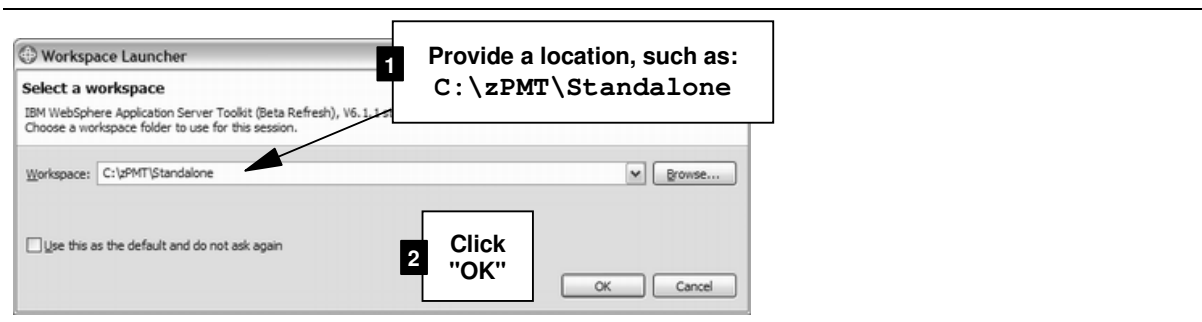 Workspace Launcher
1
Provide a location, such as:
C:\zPMT\Standalone
Select a workspace
IBM WebSphere Application Server Toolkit (Beta Refresh), V6.1.1
Choose a workspace folder to use for this session.
Workspace: C:\zPMT\Standalone Browse...
Use this as the default and do not ask again
2
Click
"OK"
OK Cancel